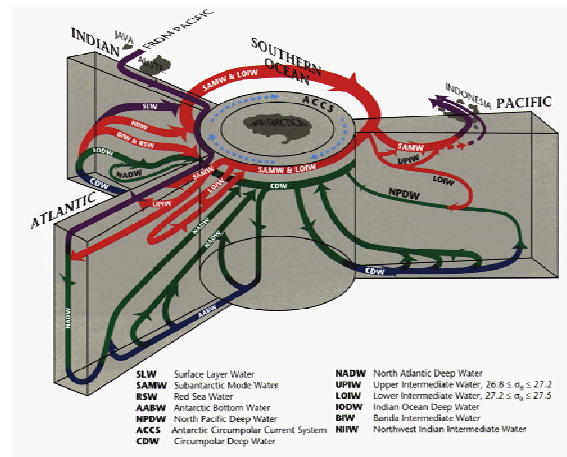 INDIAN
JAVA
FROM PACIFIC
AUST.
SOUTHERN
OCEAN
INDONESIA
PACIFIC
ATLANTIC
ANTARCTICA
ACCS
SAMW & LOIW
SAMW & LOIW
CDW
SLW
NIIW
BIW & RSW
IODW
NADW
CDW
SAMW
LOIW
UPIW
NADW
NADW
NADW
AABW
SAMW
UPIW
LOIW
NPDW
CDW
SLW Surface Layer Water
SAMW Subantarctic Mode Water
RSW Red Sea Water
AABW Antarctic Bottom Water
NPDW North Pacific Deep Water
ACCS Antarctic Circumpolar Current System
CDW Circumpolar Deep Water
NADW North Atlantic Deep Water
UPIW Upper Intermediate Water, 26.8 ≤ σθ ≤ 27.2
LOIW Lower Intermediate Water, 27.2 ≤ σθ ≤ 27.5
IODW Indian Ocean Deep Water
BIW Banda Intermediate Water
NIIW Northwest Indian Intermediate Water